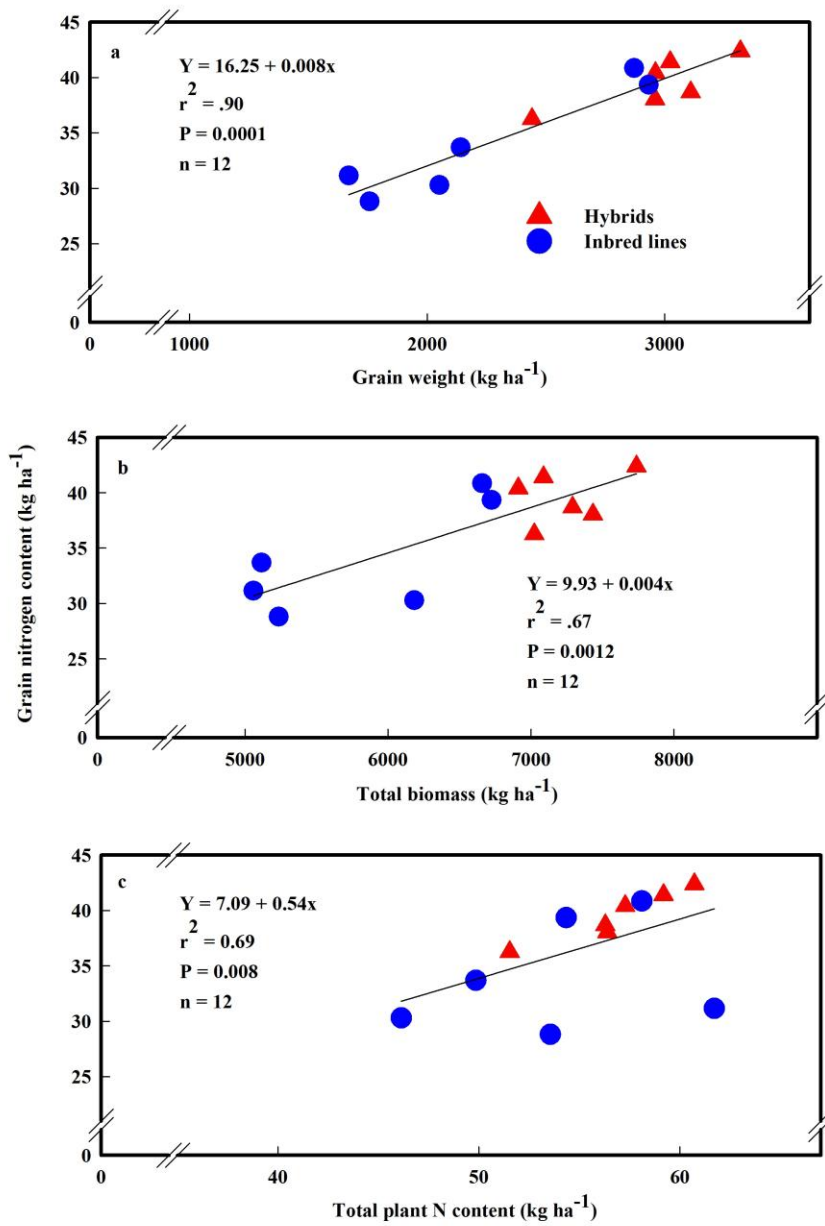 45
a
Y = 16.25 + 0.008x
40
r² = .90
35
P = 0.0001
n = 12
30
Hybrids
25
Inbred lines
0
0 1000 2000 3000
Grain weight (kg ha⁻¹)
Grain nitrogen content (kg ha⁻¹)
45
b
40
35
Y = 9.93 + 0.004x
r² = .67
30
P = 0.0012
25
n = 12
0
0 5000 6000 7000 8000
Total biomass (kg ha⁻¹)
45
c
Y = 7.09 + 0.54x
40
r² = 0.69
35
P = 0.008
n = 12
30
25
0
0 40 50 60
Total plant N content (kg ha⁻¹)